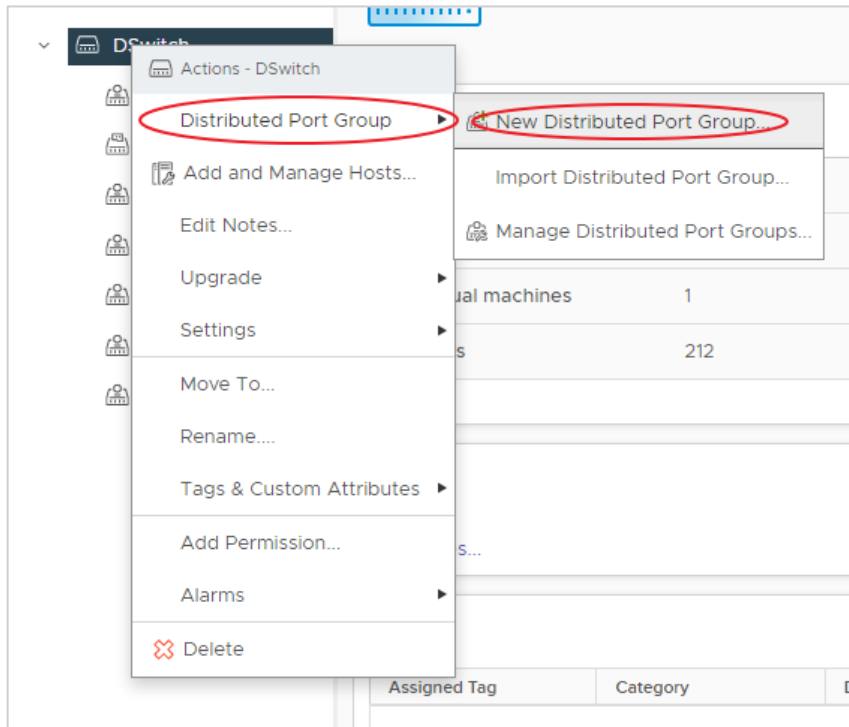 DSwitch
Actions - DSwitch
Distributed Port Group
New Distributed Port Group...
Import Distributed Port Group...
Manage Distributed Port Groups...
Add and Manage Hosts...
Edit Notes...
Upgrade
Settings
Move To...
Rename....
Tags & Custom Attributes
Add Permission...
Alarms
Delete
ual machines 1
s 212
s...
Assigned Tag Category